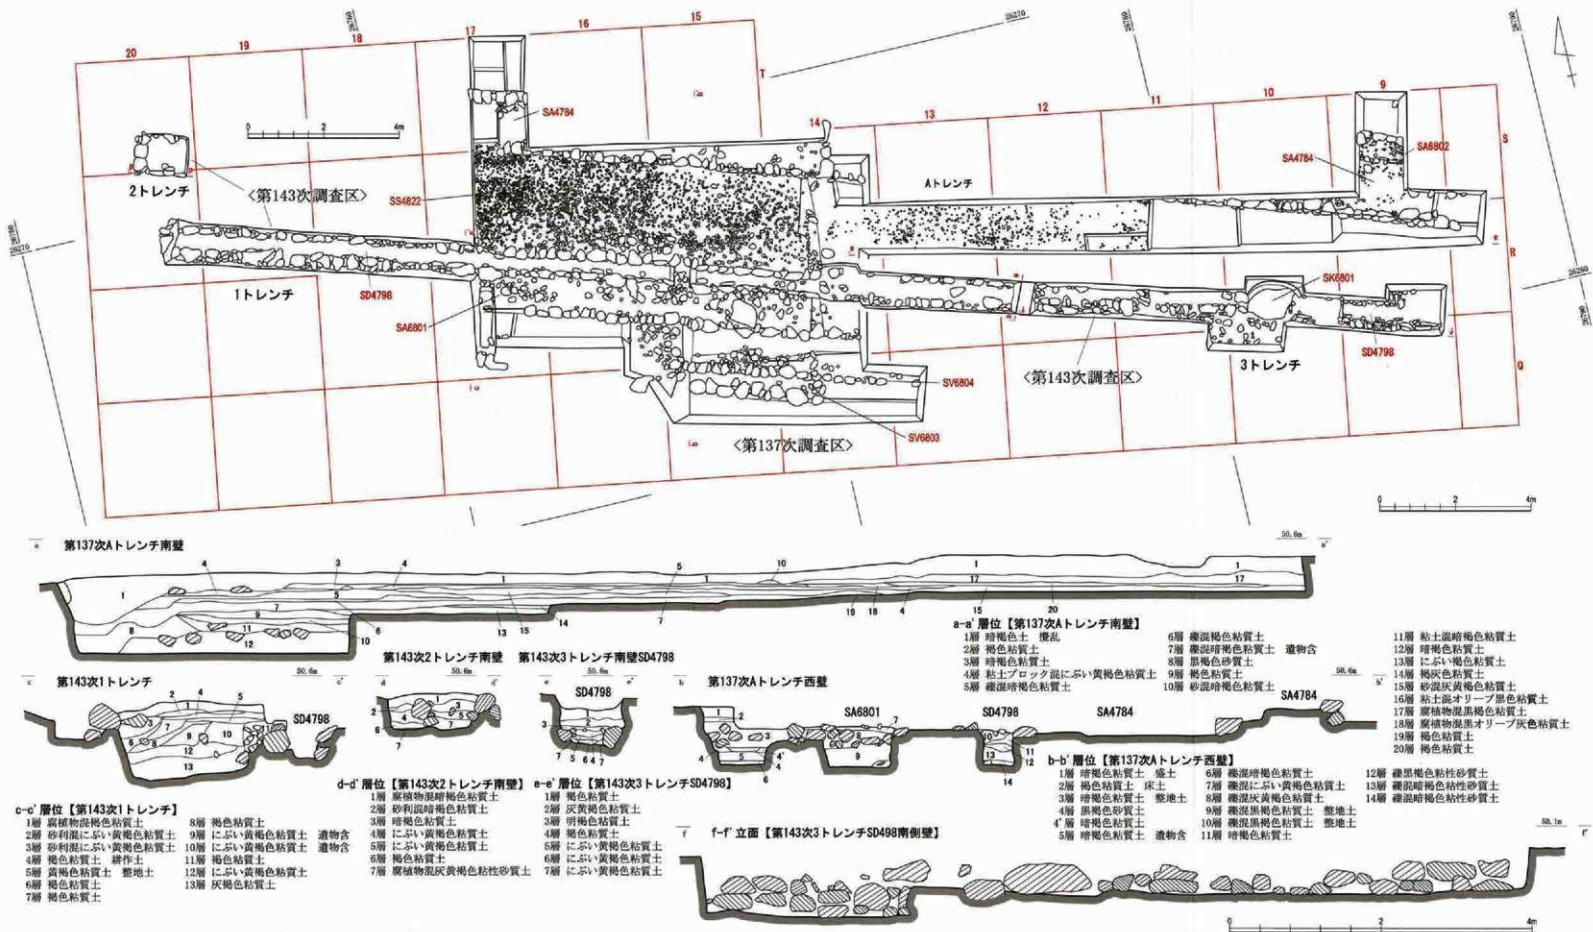 20
19
18
17
16
15
14
13
12
11
10
9
T
S
R
Q
26270
26280
0 2 4m
SA4784
2トレンチ
<第143次調査区>
SS4822
Aトレンチ
SA4784
SA6802
1トレンチ
SD4798
SA6801
SK6801
3トレンチ
SD4798
<第143次調査区>
SV6804
SV6803
<第137次調査区>
0 2 4m
a 第137次Aトレンチ南壁 50.6m a'
a-a' 層位【第137次Aトレンチ南壁】
1層 暗褐色土 攪乱
2層 褐色粘質土
3層 暗褐色粘質土
4層 粘土ブロック混にぶい黄褐色粘質土
5層 礫混暗褐色粘質土
6層 礫混褐色粘質土
7層 礫混暗褐色粘質土 遺物含
8層 黒褐色砂質土
9層 褐色粘質土
10層 砂混暗褐色粘質土
11層 粘土混暗褐色粘質土
12層 暗褐色粘質土
13層 にぶい褐色粘質土
14層 褐灰色粘質土
15層 砂混灰黄褐色粘質土
16層 粘土混オリーブ黒色粘質土
17層 腐植物混黒褐色粘質土
18層 腐植物混黒オリーブ灰色粘質土
19層 褐色粘質土
20層 褐色粘質土
c 第143次1トレンチ 50.6m c'
SD4798
第143次2トレンチ南壁
d 50.6m d'
第143次3トレンチ南壁SD4798
e 50.6m e'
SD4798
b 第137次Aトレンチ西壁 50.6m b'
SA6801
SD4798
SA4784
SA4784
b-b' 層位【第137次Aトレンチ西壁】
1層 暗褐色粘質土 盛土
2層 褐色粘質土 床土
3層 暗褐色粘質土 整地土
4層 黒褐色砂質土
4'層 暗褐色粘質土
5層 暗褐色粘質土 遺物含
6層 礫混暗褐色粘質土
7層 礫混にぶい黄褐色粘質土
8層 礫混灰黄褐色粘質土
9層 礫混黒褐色粘質土 整地土
10層 礫混黒褐色粘質土 整地土
11層 暗褐色粘質土
12層 礫黒褐色粘性砂質土
13層 礫混暗褐色粘性砂質土
14層 礫混暗褐色粘性砂質土
c-c' 層位【第143次1トレンチ】
1層 腐植物混褐色粘質土
2層 砂利混にぶい黄褐色粘質土
3層 砂利混にぶい黄褐色粘質土
4層 褐色粘質土 耕作土
5層 黄褐色粘質土 整地土
6層 褐色粘質土
7層 褐色粘質土
8層 褐色粘質土
9層 にぶい黄褐色粘質土 遺物含
10層 にぶい黄褐色粘質土 遺物含
11層 褐色粘質土
12層 にぶい黄褐色粘質土
13層 灰褐色粘質土
d-d' 層位【第143次2トレンチ南壁】
1層 腐植物混暗褐色粘質土
2層 砂利混暗褐色粘質土
3層 暗褐色粘質土
4層 にぶい黄褐色粘質土
5層 にぶい黄褐色粘質土
6層 褐色粘質土
7層 腐植物混灰黄褐色粘性砂質土
e-e' 層位【第143次3トレンチSD4798】
1層 褐色粘質土
2層 灰黄褐色粘質土
3層 明褐色粘質土
4層 褐色粘質土
5層 にぶい黄褐色粘質土
6層 にぶい黄褐色粘質土
7層 にぶい黄褐色粘質土
f f-f' 立面【第143次3トレンチSD498南側壁】 50.1m f'
0 2 4m